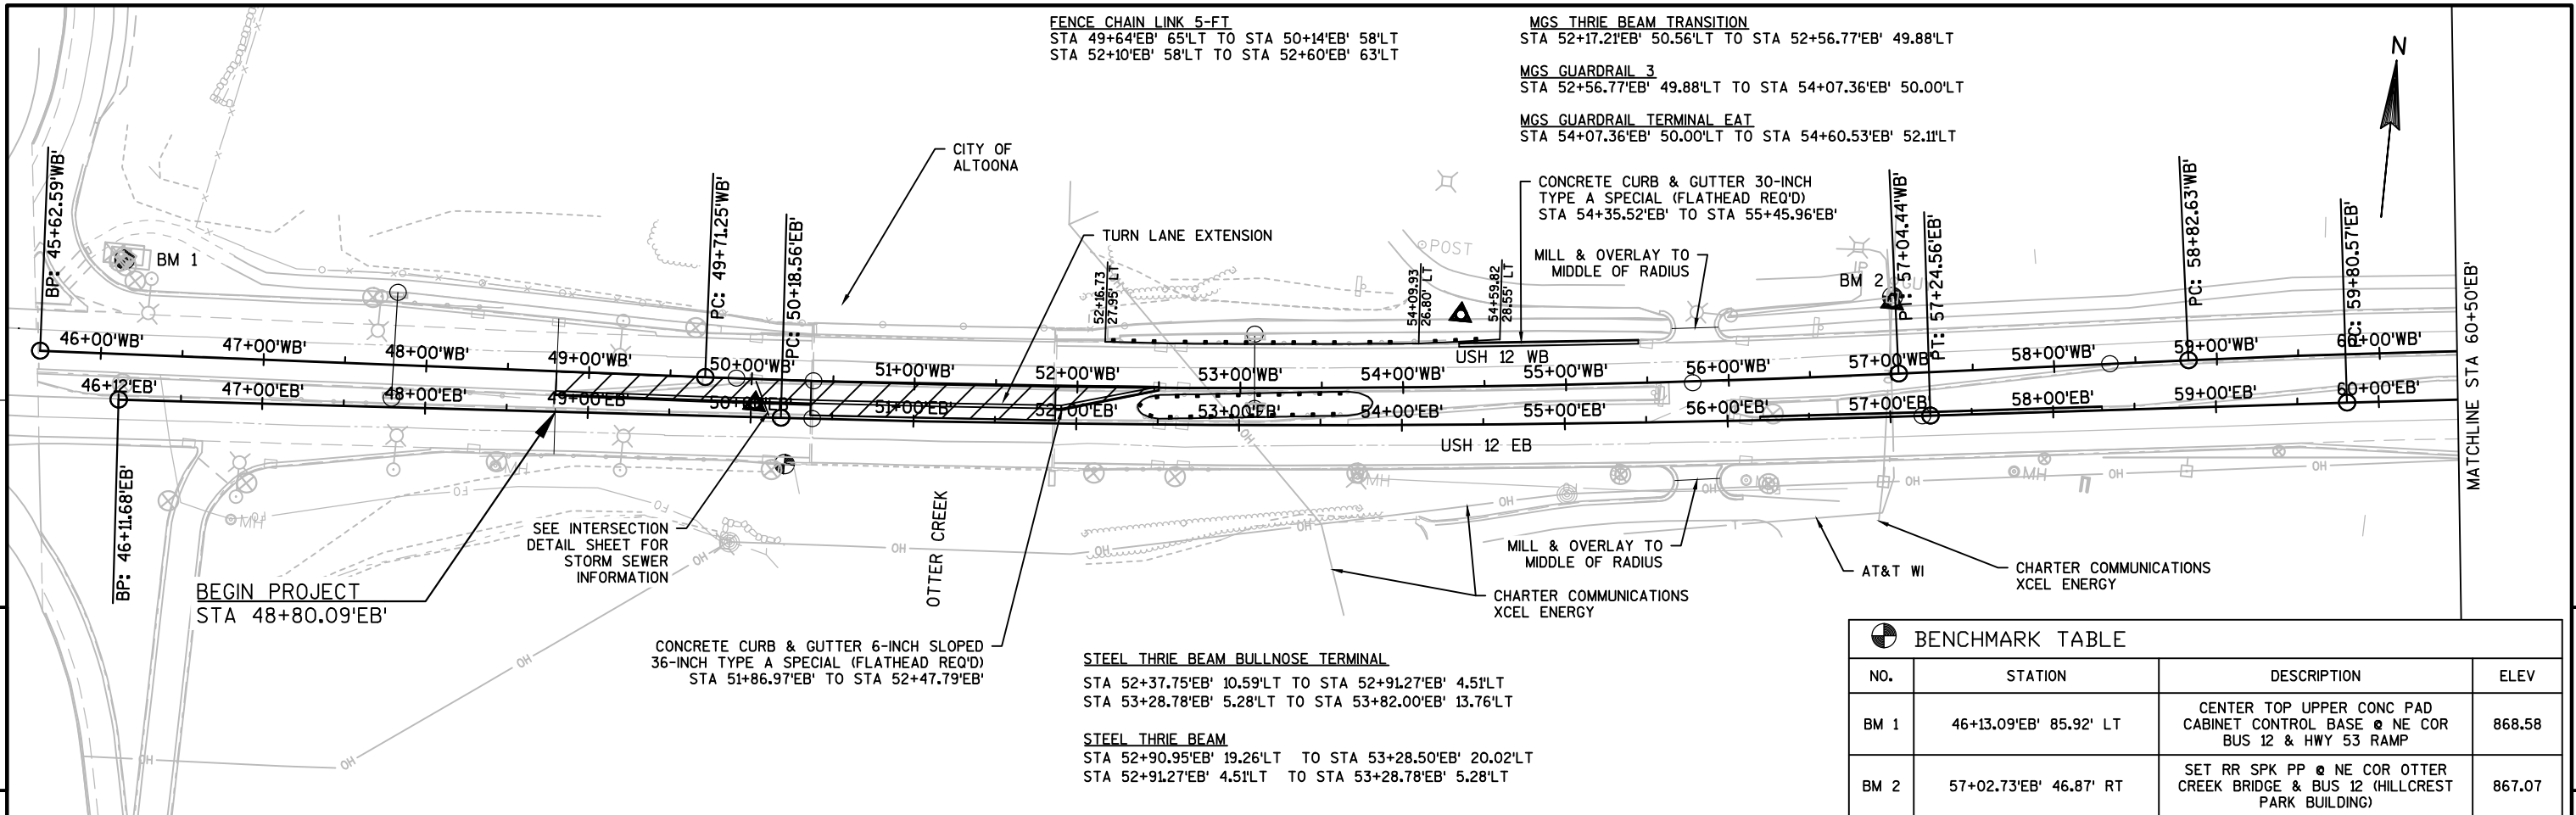 FENCE CHAIN LINK 5-FT
STA 49+64'EB' 65'LT TO STA 50+14'EB' 58'LT
STA 52+10'EB' 58'LT TO STA 52+60'EB' 63'LT
MGS THRIE BEAM TRANSITION
STA 52+17.21'EB' 50.56'LT TO STA 52+56.77'EB' 49.88'LT
MGS GUARDRAIL 3
STA 52+56.77'EB' 49.88'LT TO STA 54+07.36'EB' 50.00'LT
MGS GUARDRAIL TERMINAL EAT
STA 54+07.36'EB' 50.00'LT TO STA 54+60.53'EB' 52.11'LT
N
CITY OF
ALTOONA
CONCRETE CURB & GUTTER 30-INCH
TYPE A SPECIAL (FLATHEAD REQ'D)
STA 54+35.52'EB' TO STA 55+45.96'EB'
TURN LANE EXTENSION
MILL & OVERLAY TO
MIDDLE OF RADIUS
POST
BM 1
BM 2
BP: 45+62.59'WB'
PC: 49+71.25'WB'
PC: 50+18.56'EB'
52+16.73
27.95' LT
54+09.93
26.80' LT
54+59.82
28.55' LT
PT: 57+04.44'WB'
PT: 57+24.56'EB'
PC: 58+82.63'WB'
PC: 59+80.57'EB'
MATCHLINE STA 60+50'EB'
46+00'WB'
47+00'WB'
48+00'WB'
49+00'WB'
50+00'WB'
51+00'WB'
52+00'WB'
53+00'WB'
54+00'WB'
55+00'WB'
56+00'WB'
57+00'WB'
58+00'WB'
59+00'WB'
60+00'WB'
USH 12 WB
46+12'EB'
47+00'EB'
48+00'EB'
49+00'EB'
50+00'EB'
51+00'EB'
52+00'EB'
53+00'EB'
54+00'EB'
55+00'EB'
56+00'EB'
57+00'EB'
58+00'EB'
59+00'EB'
60+00'EB'
USH 12 EB
BP: 46+11.68'EB'
MH
FO
FO
FO
MH
MH
MH
OH
OH
OH
OH
OH
OH
OH
OH
OH
OH
OH
OH
SEE INTERSECTION
DETAIL SHEET FOR
STORM SEWER
INFORMATION
OTTER CREEK
BEGIN PROJECT
STA 48+80.09'EB'
MILL & OVERLAY TO
MIDDLE OF RADIUS
AT&T WI
CHARTER COMMUNICATIONS
XCEL ENERGY
CHARTER COMMUNICATIONS
XCEL ENERGY
CONCRETE CURB & GUTTER 6-INCH SLOPED
36-INCH TYPE A SPECIAL (FLATHEAD REQ'D)
STA 51+86.97'EB' TO STA 52+47.79'EB'
STEEL THRIE BEAM BULLNOSE TERMINAL
STA 52+37.75'EB' 10.59'LT TO STA 52+91.27'EB' 4.51'LT
STA 53+28.78'EB' 5.28'LT TO STA 53+82.00'EB' 13.76'LT
STEEL THRIE BEAM
STA 52+90.95'EB' 19.26'LT TO STA 53+28.50'EB' 20.02'LT
STA 52+91.27'EB' 4.51'LT TO STA 53+28.78'EB' 5.28'LT
BENCHMARK TABLE
NO. STATION DESCRIPTION ELEV
BM 1 46+13.09'EB' 85.92' LT CENTER TOP UPPER CONC PAD CABINET CONTROL BASE @ NE COR BUS 12 & HWY 53 RAMP 868.58
BM 2 57+02.73'EB' 46.87' RT SET RR SPK PP @ NE COR OTTER CREEK BRIDGE & BUS 12 (HILLCREST PARK BUILDING) 867.07